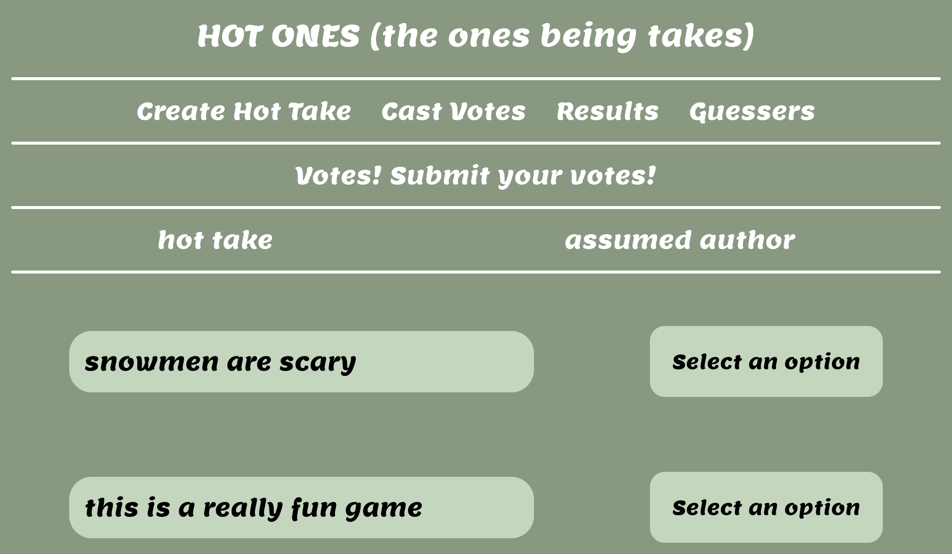 HOT ONES (the ones being takes)
Create Hot Take Cast Votes Results Guessers
Votes! Submit your votes!
hot take assumed author
snowmen are scary Select an option
this is a really fun game Select an option